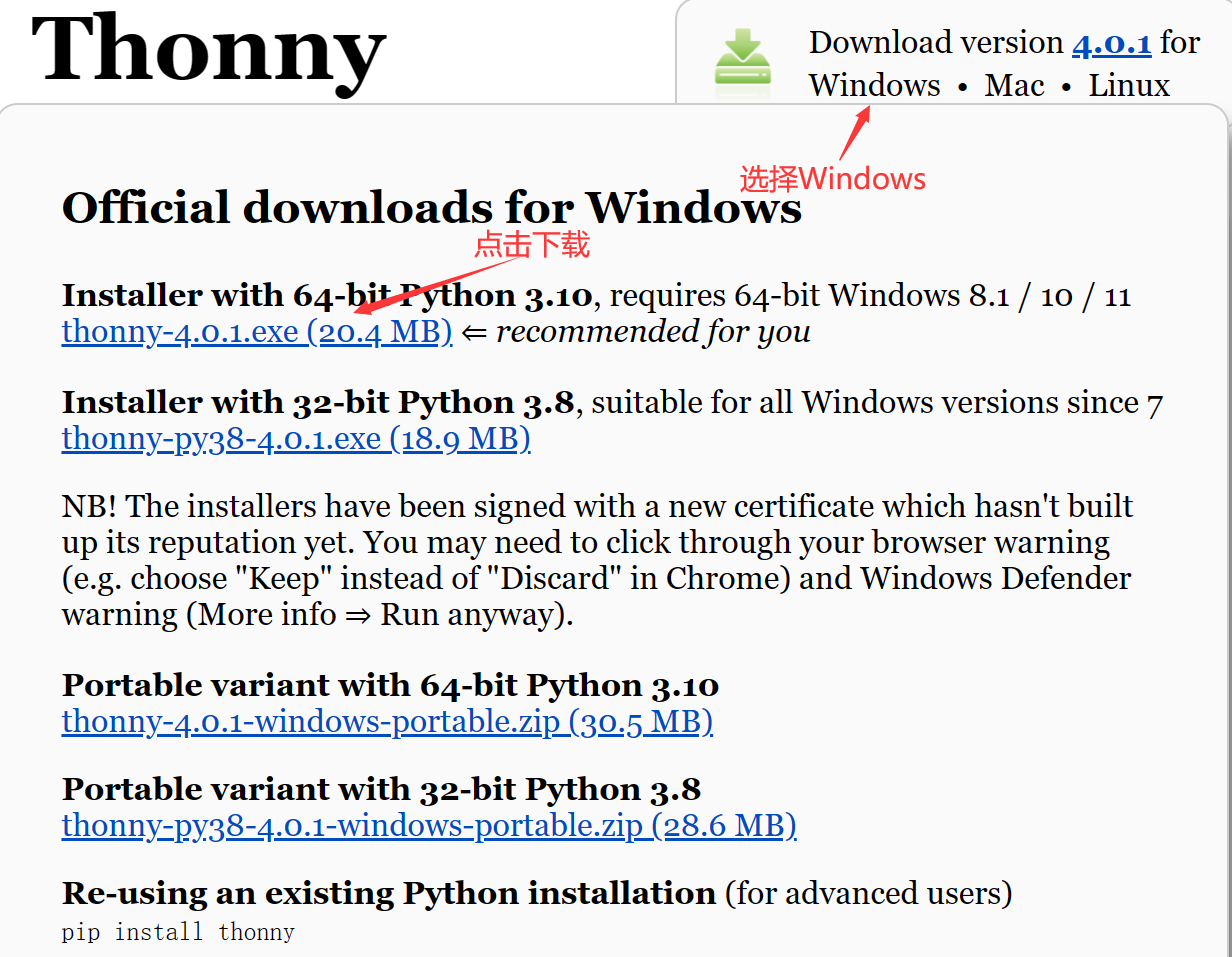 Thonny
Download version 4.0.1 for
Windows • Mac • Linux
选择Windows
Official downloads for Windows
点击下载
Installer with 64-bit Python 3.10, requires 64-bit Windows 8.1 / 10 / 11
thonny-4.0.1.exe (20.4 MB) ⇐ recommended for you
Installer with 32-bit Python 3.8, suitable for all Windows versions since 7
thonny-py38-4.0.1.exe (18.9 MB)
NB! The installers have been signed with a new certificate which hasn't built
up its reputation yet. You may need to click through your browser warning
(e.g. choose "Keep" instead of "Discard" in Chrome) and Windows Defender
warning (More info ⇒ Run anyway).
Portable variant with 64-bit Python 3.10
thonny-4.0.1-windows-portable.zip (30.5 MB)
Portable variant with 32-bit Python 3.8
thonny-py38-4.0.1-windows-portable.zip (28.6 MB)
Re-using an existing Python installation (for advanced users)
pip install thonny